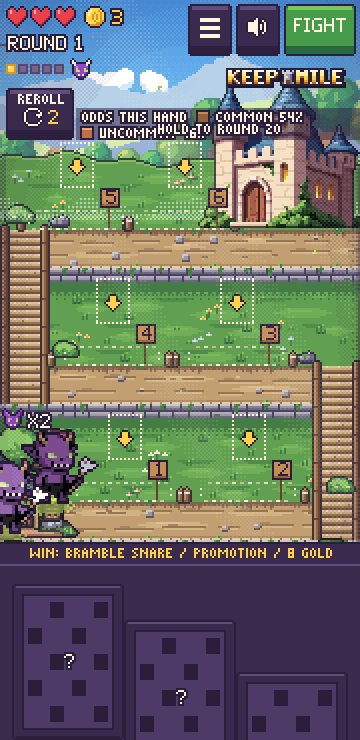 3
ROUND 1
FIGHT
KEEP MILE
REROLL
2
ODDS THIS HAND COMMON 54%
HOLD TO ROUND 20
5
6
4
3
X2
1
2
WIN: BRAMBLE SNARE / PROMOTION / 8 GOLD
?
?